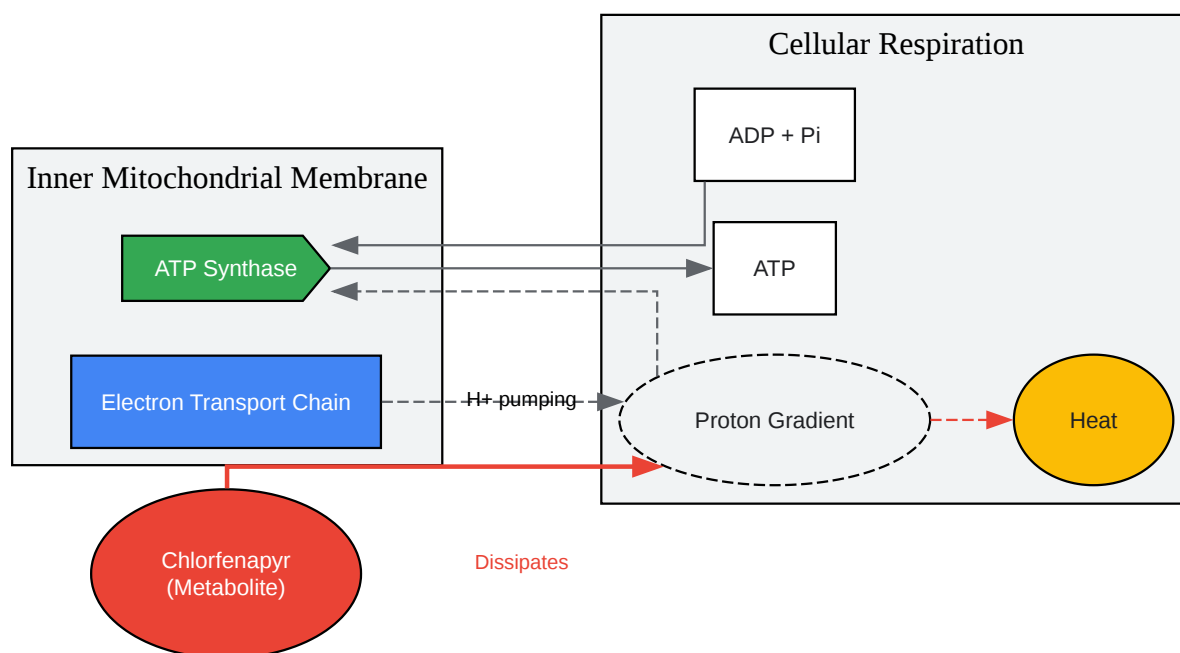 Cellular Respiration
ADP + Pi
Inner Mitochondrial Membrane
ATP Synthase
ATP
Electron Transport Chain
H+ pumping
Proton Gradient
Heat
Chlorfenapyr
(Metabolite)
Dissipates